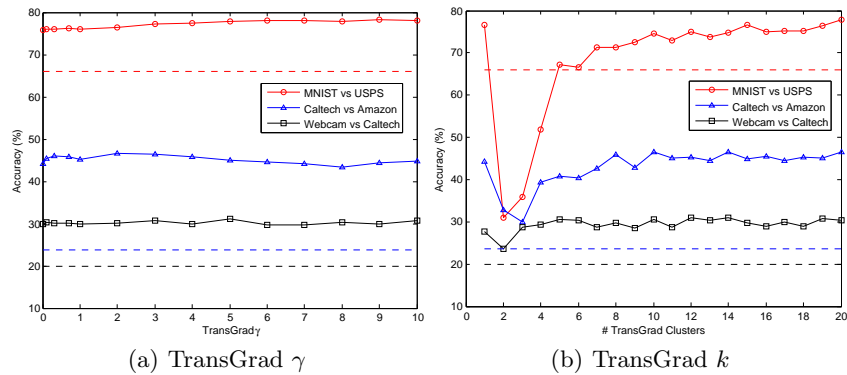 80
70
60
50
40
30
20
10
Accuracy (%)
0 1 2 3 4 5 6 7 8 9 10
TransGrad γ
MNIST vs USPS
Caltech vs Amazon
Webcam vs Caltech
(a) TransGrad γ
80
70
60
50
40
30
20
10
Accuracy (%)
0 2 4 6 8 10 12 14 16 18 20
# TransGrad Clusters
MNIST vs USPS
Caltech vs Amazon
Webcam vs Caltech
(b) TransGrad k